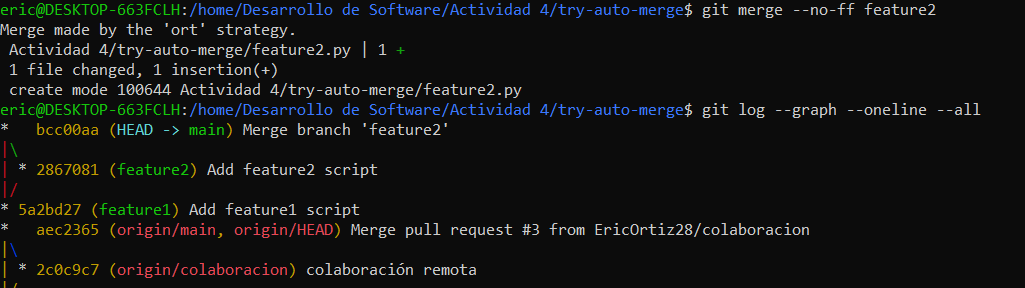 eric@DESKTOP-663FCLH:/home/Desarrollo de Software/Actividad 4/try-auto-merge$ git merge --no-ff feature2
Merge made by the 'ort' strategy.
 Actividad 4/try-auto-merge/feature2.py | 1 +
 1 file changed, 1 insertion(+)
 create mode 100644 Actividad 4/try-auto-merge/feature2.py
eric@DESKTOP-663FCLH:/home/Desarrollo de Software/Actividad 4/try-auto-merge$ git log --graph --oneline --all
*   bcc00aa (HEAD -> main) Merge branch 'feature2'
|\
| * 2867081 (feature2) Add feature2 script
|/
* 5a2bd27 (feature1) Add feature1 script
*   aec2365 (origin/main, origin/HEAD) Merge pull request #3 from EricOrtiz28/colaboracion
|\
| * 2c0c9c7 (origin/colaboracion) colaboración remota
|/